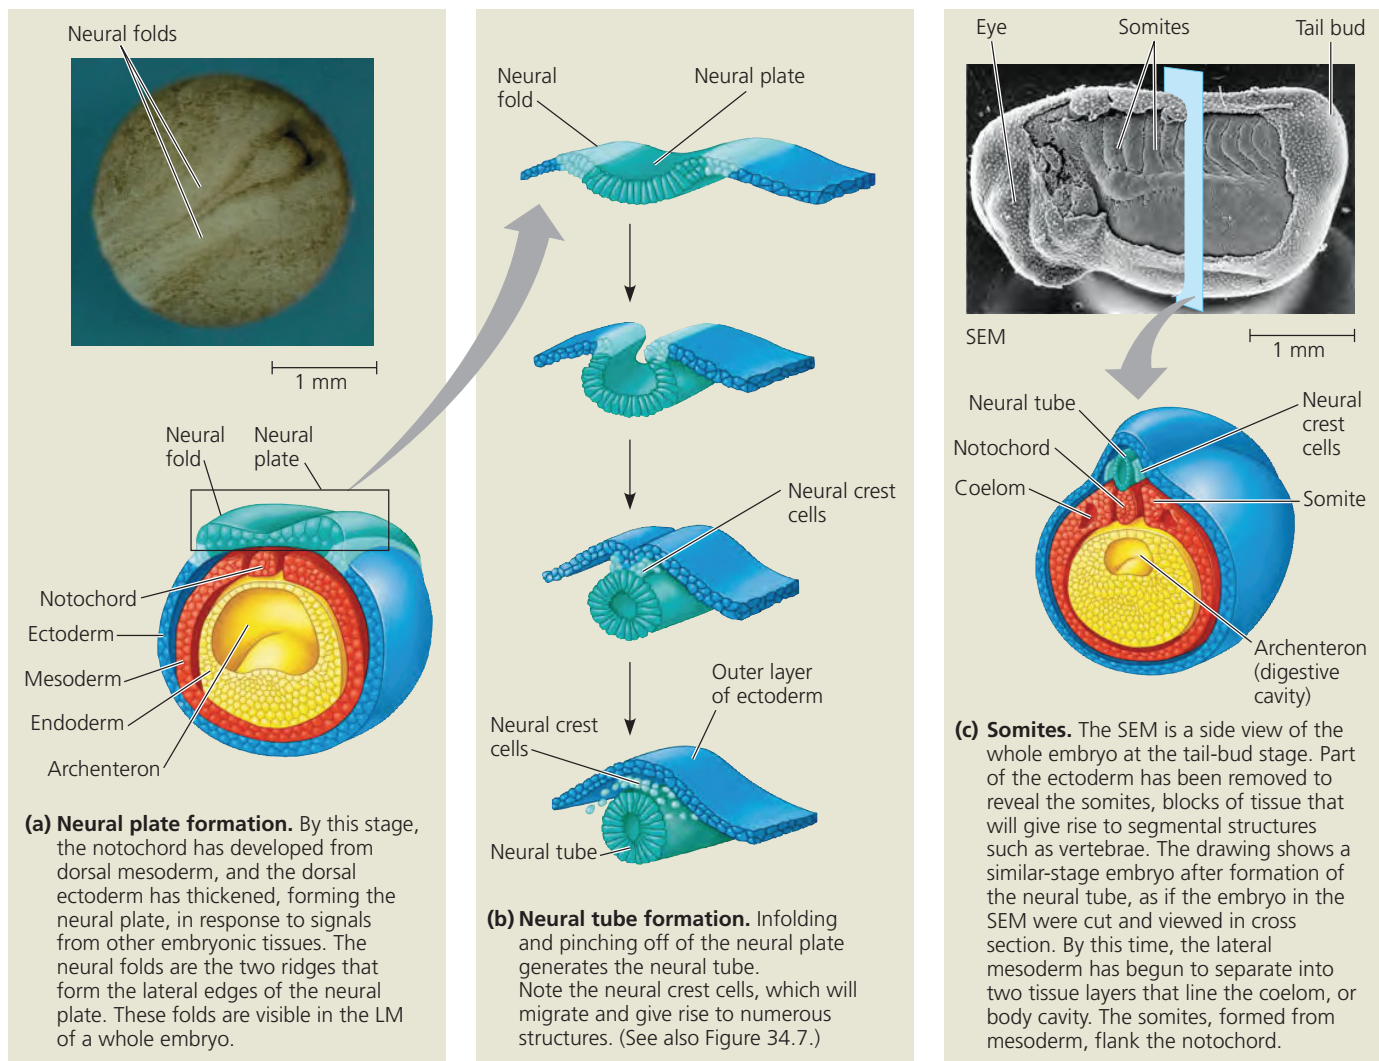 Neural folds
1 mm
Neural
fold
Neural
plate
Notochord
Ectoderm
Mesoderm
Endoderm
Archenteron
(a) Neural plate formation. By this stage,
the notochord has developed from
dorsal mesoderm, and the dorsal
ectoderm has thickened, forming the
neural plate, in response to signals
from other embryonic tissues. The
neural folds are the two ridges that
form the lateral edges of the neural
plate. These folds are visible in the LM
of a whole embryo.
Neural
fold
Neural plate
Neural crest
cells
Outer layer
of ectoderm
Neural crest
cells
Neural tube
(b) Neural tube formation. Infolding
and pinching off of the neural plate
generates the neural tube.
Note the neural crest cells, which will
migrate and give rise to numerous
structures. (See also Figure 34.7.)
Eye
Somites
Tail bud
SEM
1 mm
Neural tube
Notochord
Coelom
Neural
crest
cells
Somite
Archenteron
(digestive
cavity)
(c) Somites. The SEM is a side view of the
whole embryo at the tail-bud stage. Part
of the ectoderm has been removed to
reveal the somites, blocks of tissue that
will give rise to segmental structures
such as vertebrae. The drawing shows a
similar-stage embryo after formation of
the neural tube, as if the embryo in the
SEM were cut and viewed in cross
section. By this time, the lateral
mesoderm has begun to separate into
two tissue layers that line the coelom, or
body cavity. The somites, formed from
mesoderm, flank the notochord.